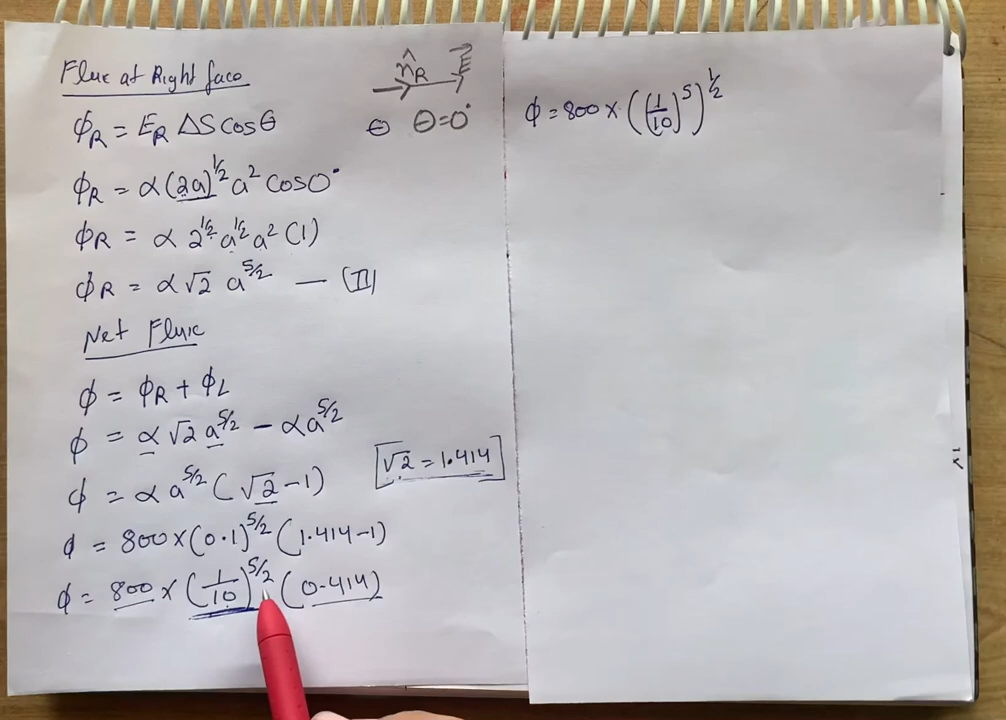 Flux at Right face
n̂R E⃗
ΦR = ER ΔS cosθ
θ θ=0°
ΦR = α(2a)^1/2 a² cos0°
ΦR = α 2^1/2 a^1/2 a² (1)
ΦR = α √2 a^5/2 — (II)
Net Flux
Φ = ΦR + ΦL
Φ = α √2 a^5/2 − αa^5/2
Φ = α a^5/2 (√2−1)
√2 = 1.414
Φ = 800×(0.1)^5/2 (1.414−1)
Φ = 800 × (1/10)^5/2 (0.414)
Φ = 800 × ((1/10)^5)^1/2